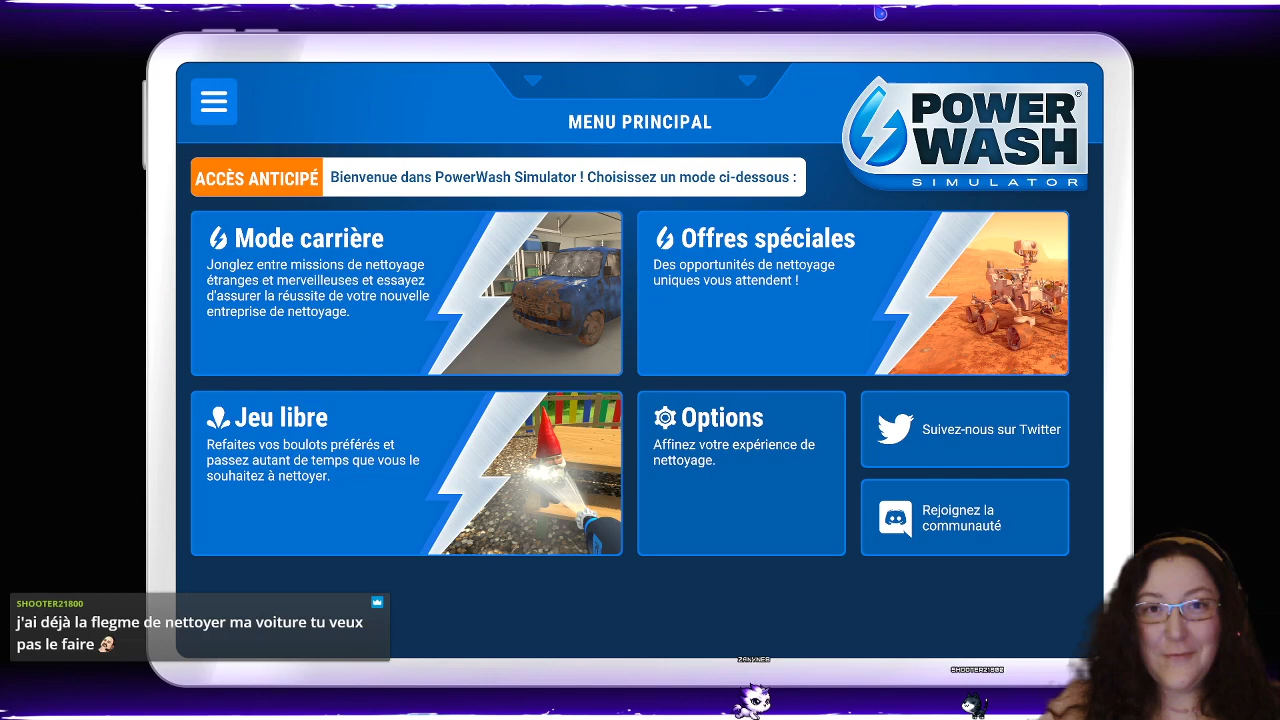 MENU PRINCIPAL
POWER®
WASH
SIMULATOR
ACCÈS ANTICIPÉ Bienvenue dans PowerWash Simulator ! Choisissez un mode ci-dessous :
Mode carrière
Jonglez entre missions de nettoyage
étranges et merveilleuses et essayez
d'assurer la réussite de votre nouvelle
entreprise de nettoyage.
Offres spéciales
Des opportunités de nettoyage
uniques vous attendent !
Jeu libre
Refaites vos boulots préférés et
passez autant de temps que vous le
souhaitez à nettoyer.
Options
Affinez votre expérience de
nettoyage.
Suivez-nous sur Twitter
Rejoignez la
communauté
SHOOTER21800
j'ai déjà la flegme de nettoyer ma voiture tu veux
pas le faire
ZANXNER
SHOOTER21800